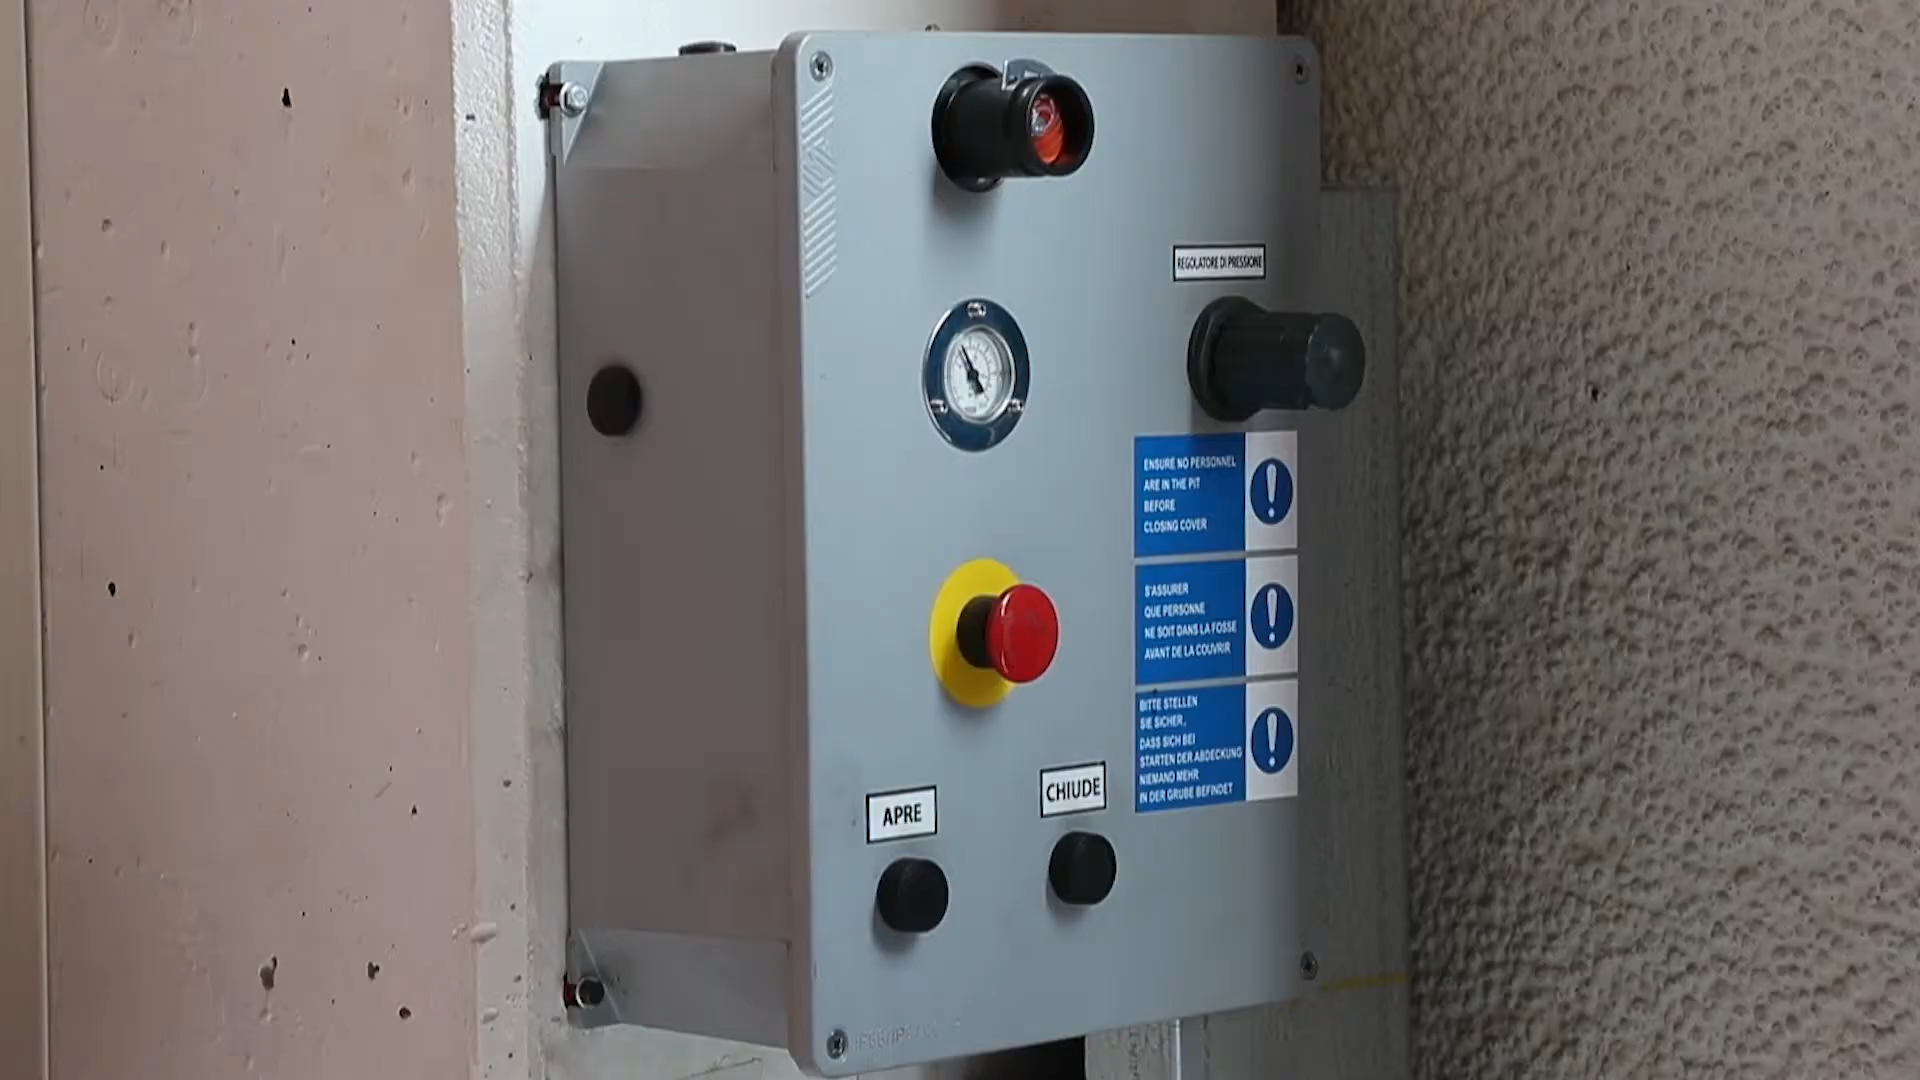 REGOLATORE DI PRESSIONE
ENSURE NO PERSONNEL
ARE IN THE PIT
BEFORE
CLOSING COVER
S'ASSURER
QUE PERSONNE
NE SOIT DANS LA FOSSE
AVANT DE LA COUVRIR
BITTE STELLEN
SIE SICHER,
DASS SICH BEI
STARTEN DER ABDECKUNG
NIEMAND MEHR
IN DER GRUBE BEFINDET
APRE
CHIUDE